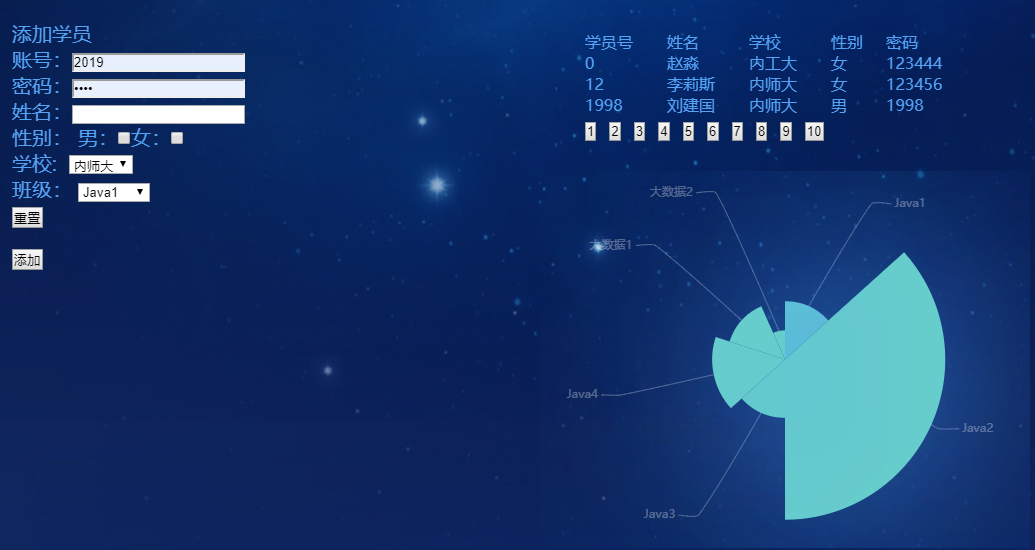 添加学员
账号: 2019
密码: ••••
姓名:
性别: 男: 女:
学校: 内师大
班级: Java1
重置
添加
学员号 姓名 学校 性别 密码
0 赵淼 内工大 女 123444
12 李莉斯 内师大 女 123456
1998 刘建国 内师大 男 1998
1 2 3 4 5 6 7 8 9 10
大数据2
Java1
大数据1
Java4
Java2
Java3